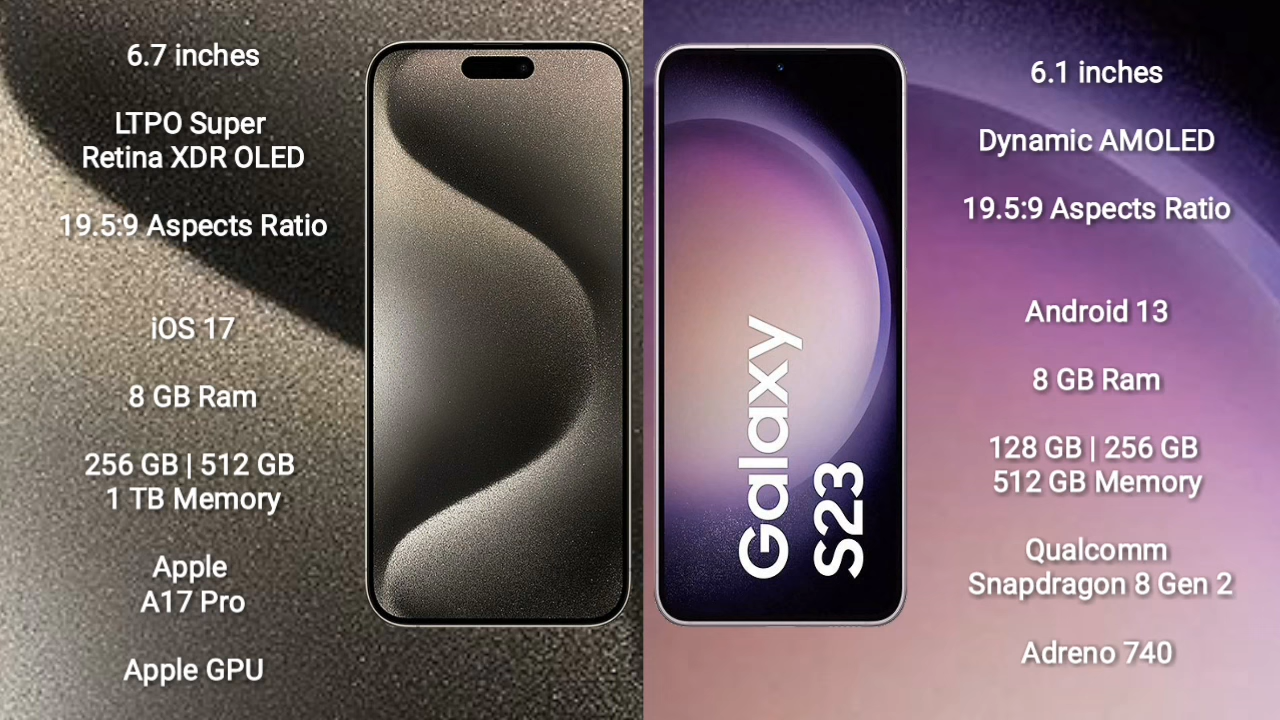 6.7 inches
LTPO Super
Retina XDR OLED
19.5:9 Aspects Ratio
iOS 17
8 GB Ram
256 GB | 512 GB
1 TB Memory
Apple
A17 Pro
Apple GPU
Galaxy
S23
6.1 inches
Dynamic AMOLED
19.5:9 Aspects Ratio
Android 13
8 GB Ram
128 GB | 256 GB
512 GB Memory
Qualcomm
Snapdragon 8 Gen 2
Adreno 740